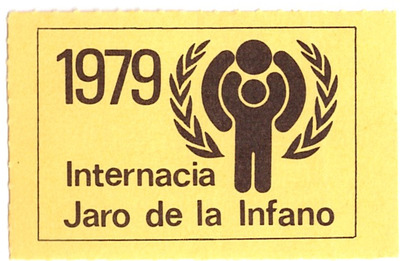 1979
Internacia
Jaro de la Infano